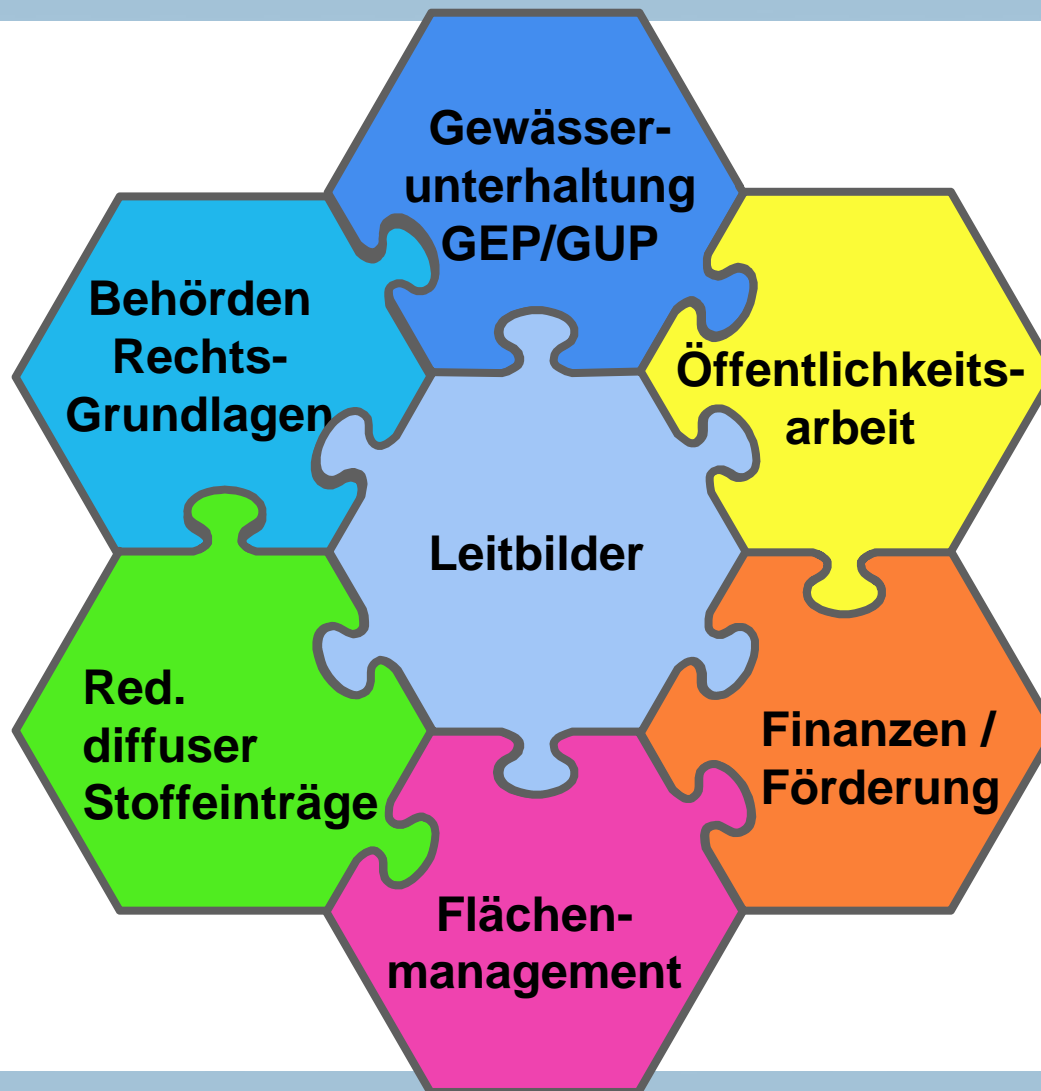 Gewässer-
unterhaltung
GEP/GUP
Behörden
Rechts-
Grundlagen
Öffentlichkeits-
arbeit
Leitbilder
Red.
diffuser
Stoffeinträge
Finanzen /
Förderung
Flächen-
management